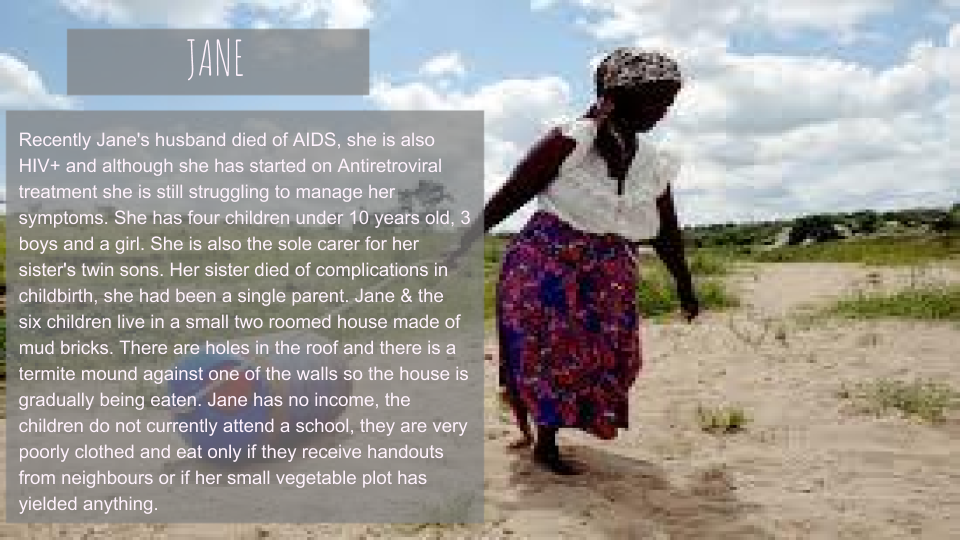 JANE
Recently Jane's husband died of AIDS, she is also
HIV+ and although she has started on Antiretroviral
treatment she is still struggling to manage her
symptoms. She has four children under 10 years old, 3
boys and a girl. She is also the sole carer for her
sister's twin sons. Her sister died of complications in
childbirth, she had been a single parent. Jane & the
six children live in a small two roomed house made of
mud bricks. There are holes in the roof and there is a
termite mound against one of the walls so the house is
gradually being eaten. Jane has no income, the
children do not currently attend a school, they are very
poorly clothed and eat only if they receive handouts
from neighbours or if her small vegetable plot has
yielded anything.